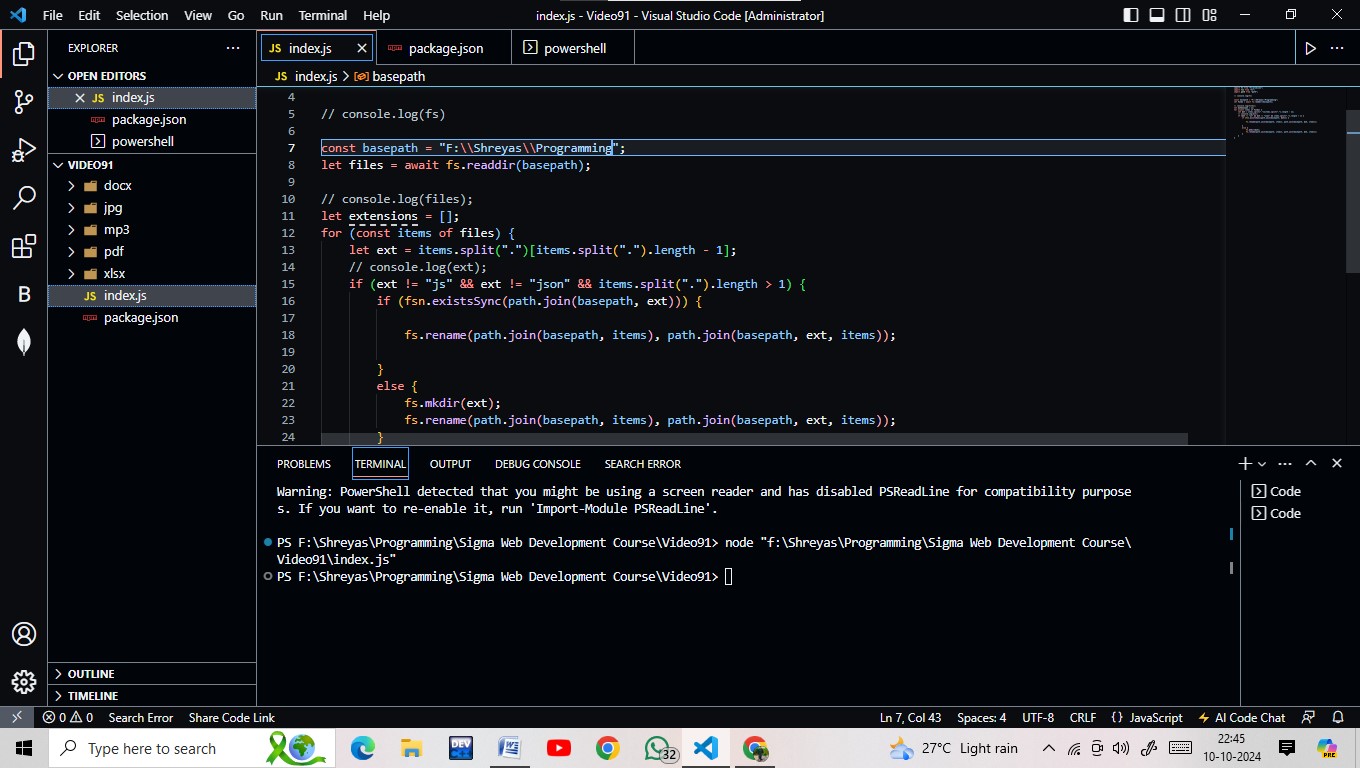 File Edit Selection View Go Run Terminal Help
index.js - Video91 - Visual Studio Code [Administrator]
EXPLORER
OPEN EDITORS
JS index.js
package.json
powershell
VIDEO91
docx
jpg
mp3
pdf
xlsx
JS index.js
package.json
OUTLINE
TIMELINE
JS index.js package.json powershell
JS index.js > basepath
4
5 // console.log(fs)
6
7 const basepath = "F:\\Shreyas\\Programming";
8 let files = await fs.readdir(basepath);
9
10 // console.log(files);
11 let extensions = [];
12 for (const items of files) {
13 let ext = items.split(".")[items.split(".").length - 1];
14 // console.log(ext);
15 if (ext != "js" && ext != "json" && items.split(".").length > 1) {
16 if (fsn.existsSync(path.join(basepath, ext))) {
17
18 fs.rename(path.join(basepath, items), path.join(basepath, ext, items));
19
20 }
21 else {
22 fs.mkdir(ext);
23 fs.rename(path.join(basepath, items), path.join(basepath, ext, items));
24 }
PROBLEMS TERMINAL OUTPUT DEBUG CONSOLE SEARCH ERROR
Warning: PowerShell detected that you might be using a screen reader and has disabled PSReadLine for compatibility purpose
s. If you want to re-enable it, run 'Import-Module PSReadLine'.
PS F:\Shreyas\Programming\Sigma Web Development Course\Video91> node "f:\Shreyas\Programming\Sigma Web Development Course\
Video91\index.js"
PS F:\Shreyas\Programming\Sigma Web Development Course\Video91>
Code
Code
0 0 Search Error Share Code Link
Ln 7, Col 43 Spaces: 4 UTF-8 CRLF {} JavaScript AI Code Chat
Type here to search
DEV
32
27°C Light rain
22:45
10-10-2024
PRE